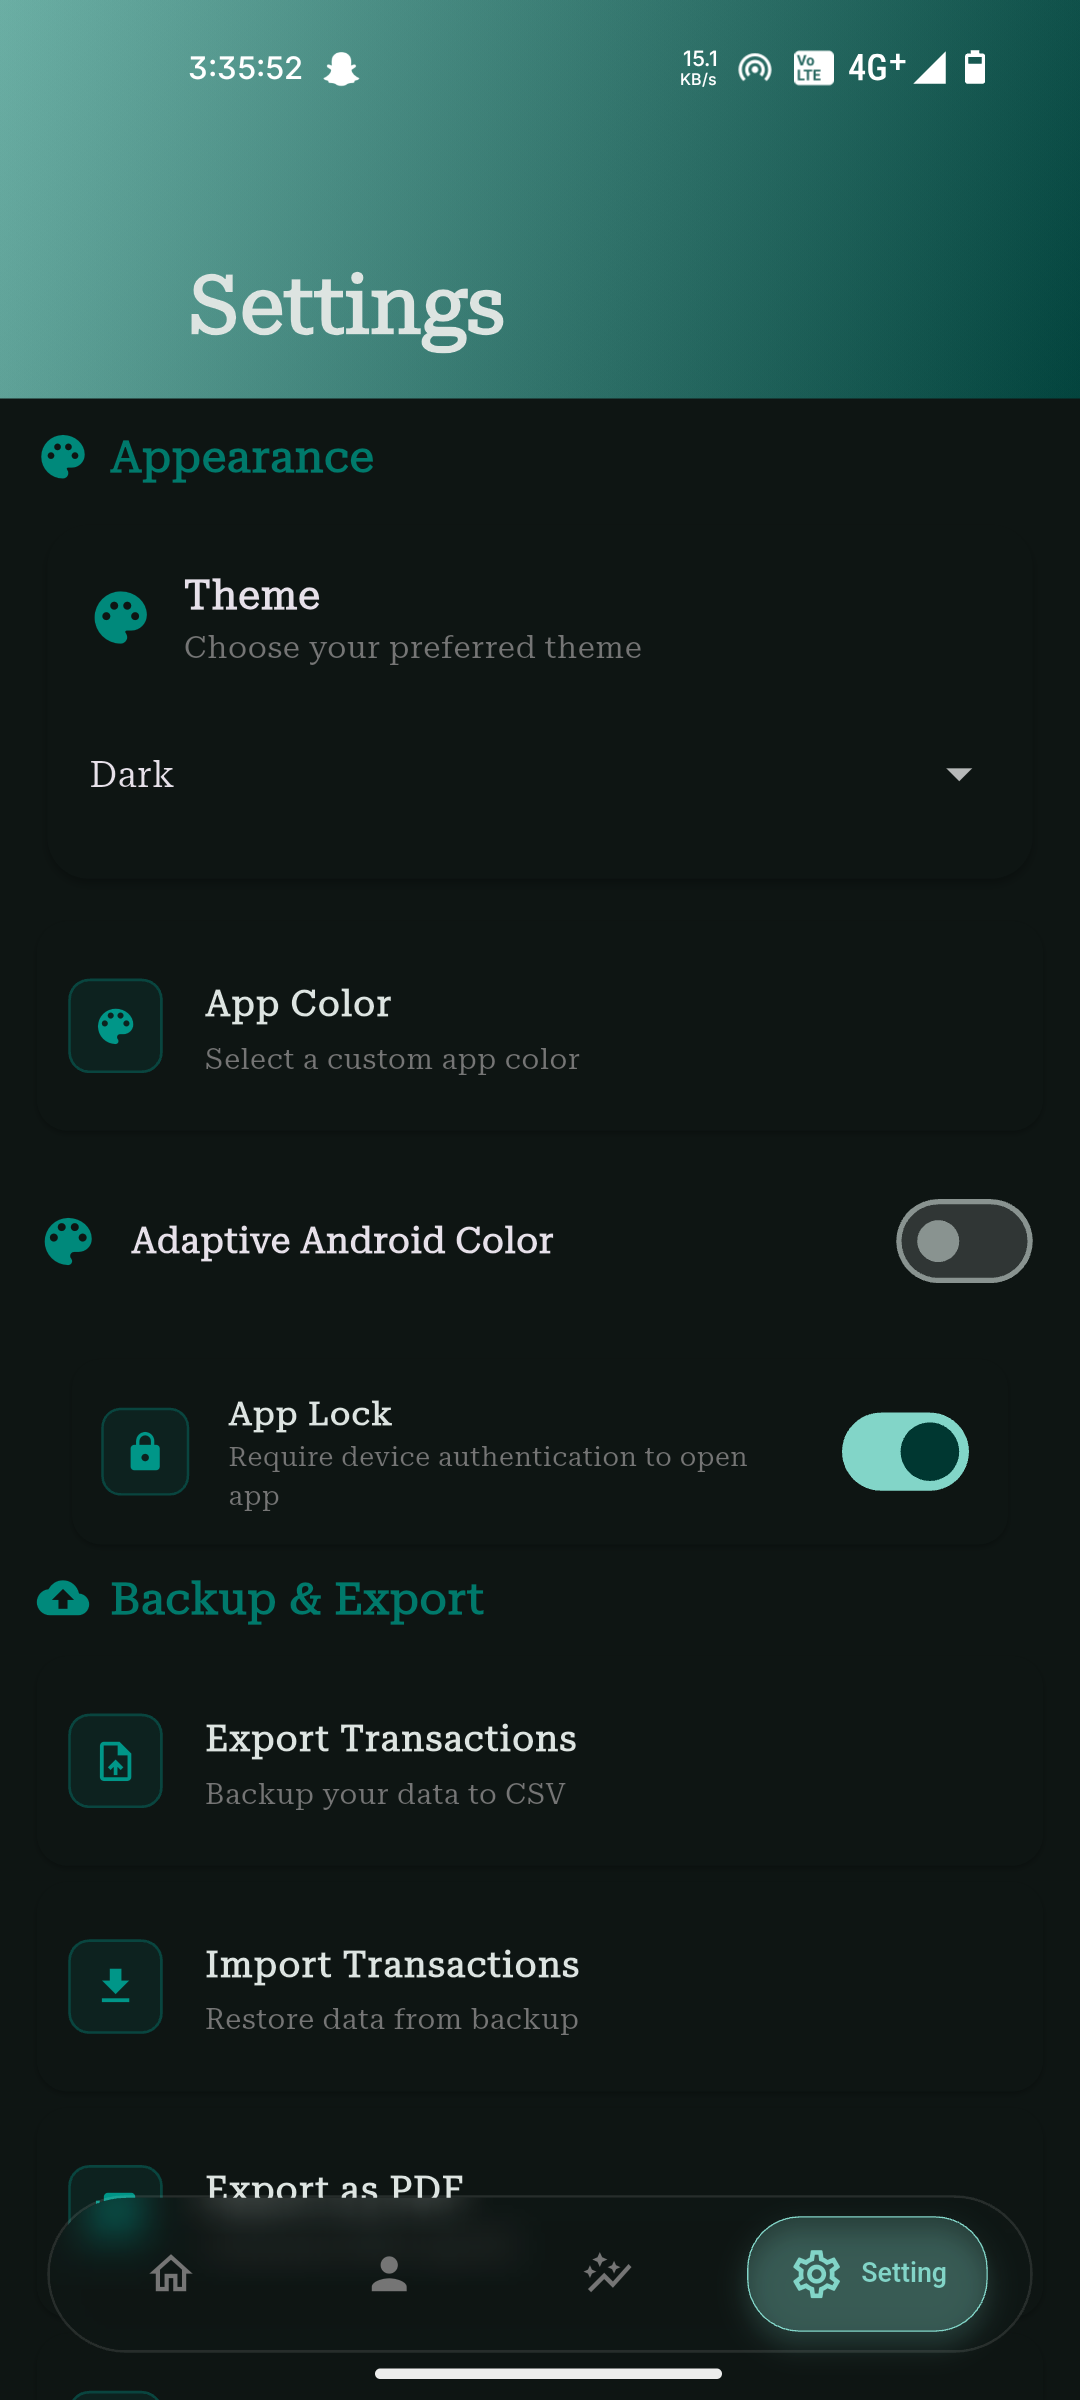 3:35:52
15.1
KB/s
Vo
LTE
4G+
Settings
Appearance
Theme
Choose your preferred theme
Dark
App Color
Select a custom app color
Adaptive Android Color
App Lock
Require device authentication to open
app
Backup & Export
Export Transactions
Backup your data to CSV
Import Transactions
Restore data from backup
Export as PDF
Setting